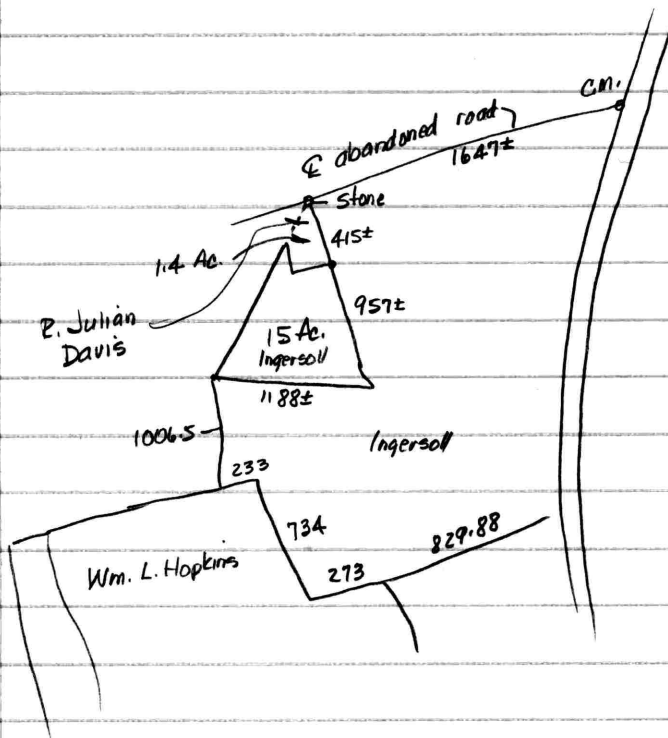 C.M.
℄ abandoned road
1647±
Stone
415±
1.4 Ac.
957±
R. Julian
Davis
15 Ac.
Ingersoll
1188±
1006.5
Ingersoll
233
734
829.88
Wm. L. Hopkins
273